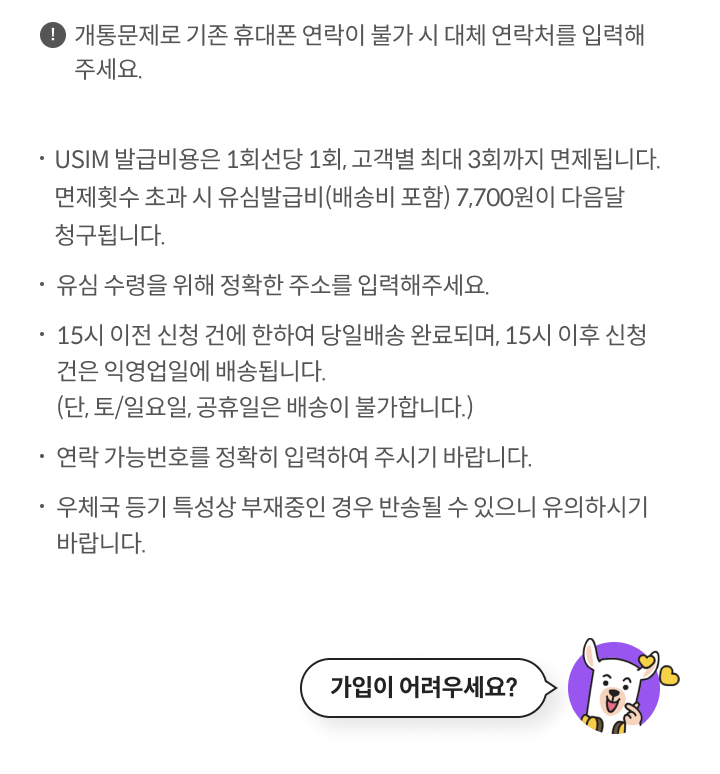 ! 개통문제로 기존 휴대폰 연락이 불가 시 대체 연락처를 입력해
주세요.
· USIM 발급비용은 1회선당 1회, 고객별 최대 3회까지 면제됩니다.
면제횟수 초과 시 유심발급비(배송비 포함) 7,700원이 다음달
청구됩니다.
· 유심 수령을 위해 정확한 주소를 입력해주세요.
· 15시 이전 신청 건에 한하여 당일배송 완료되며, 15시 이후 신청
건은 익영업일에 배송됩니다.
(단, 토/일요일, 공휴일은 배송이 불가합니다.)
· 연락 가능번호를 정확히 입력하여 주시기 바랍니다.
· 우체국 등기 특성상 부재중인 경우 반송될 수 있으니 유의하시기
바랍니다.
가입이 어려우세요?